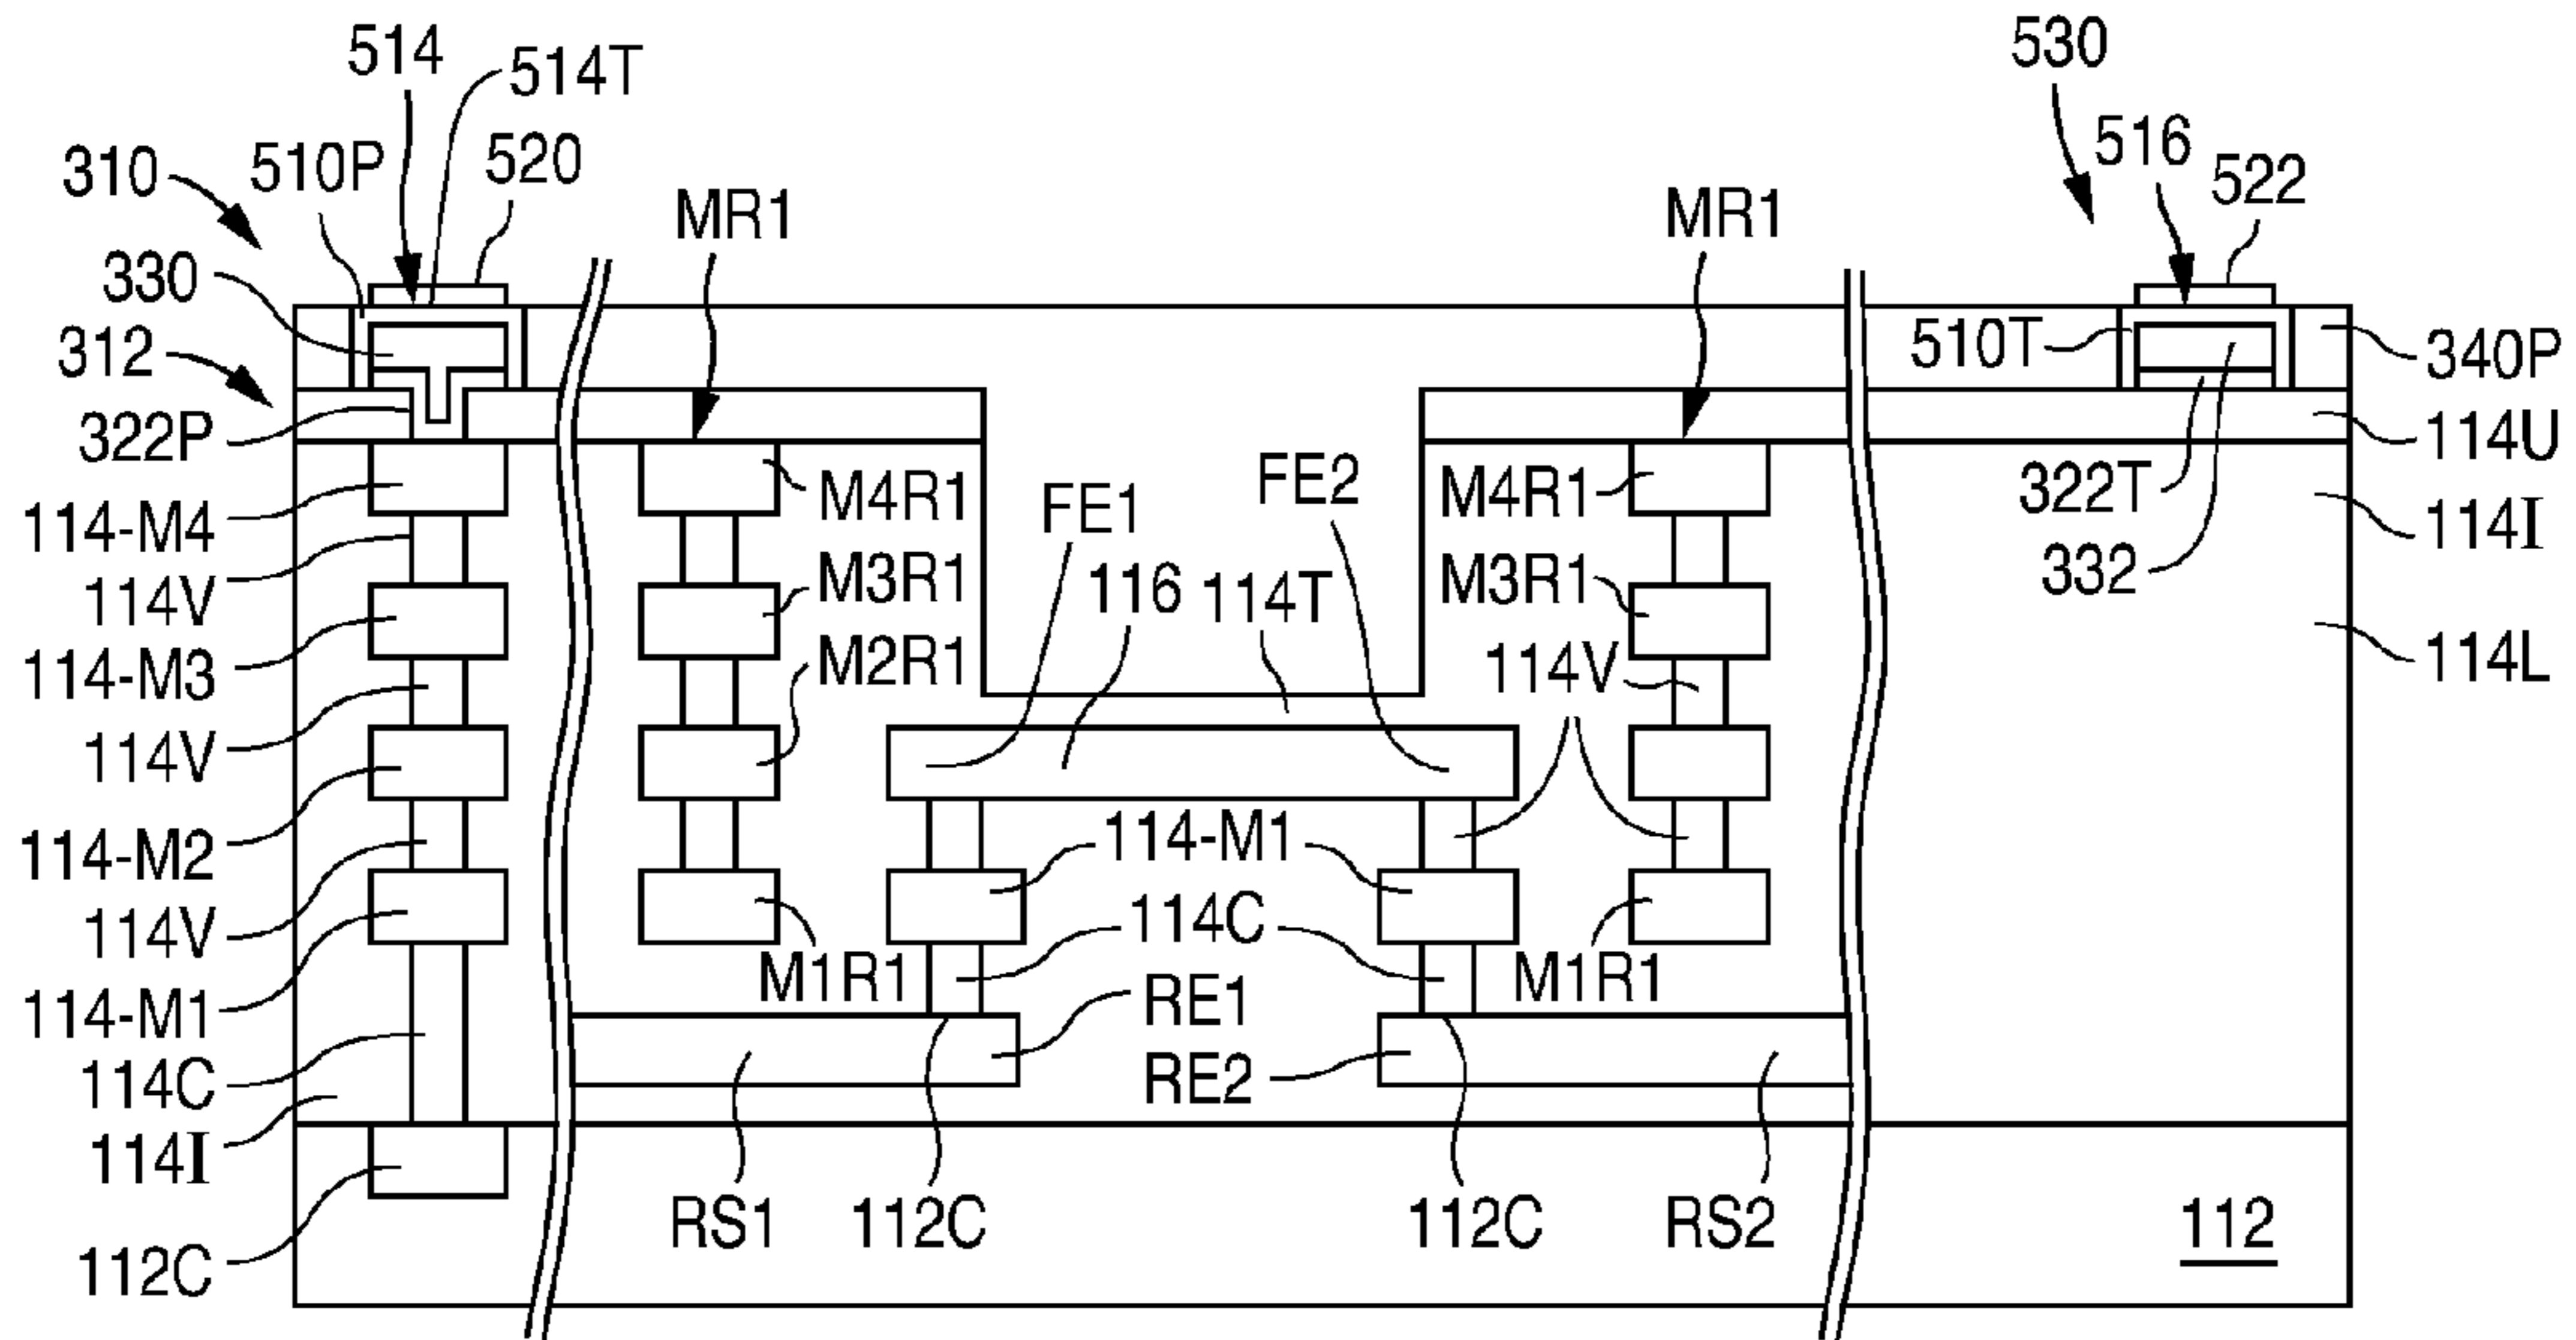 514
514T
530
310
510P
520
516
522
MR1
MR1
330
312
510T
340P
322P
114U
114-M4
M4R1
FE1
FE2
M4R1
322T
114I
114V
M3R1
116
114T
M3R1
332
114-M3
M2R1
114V
114L
114V
114-M2
114-M1
114V
114C
114-M1
M1R1
RE1
M1R1
114C
RE2
114I
112C
RS1
112C
112C
RS2
112